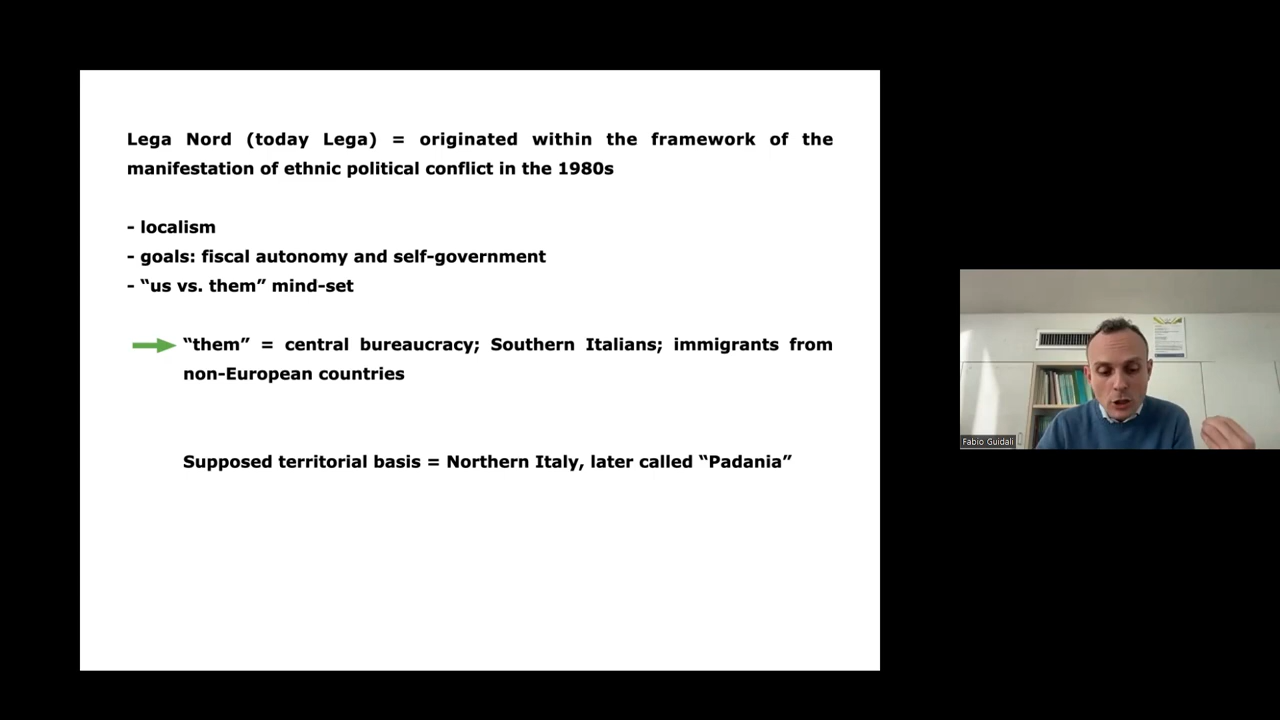 Lega Nord (today Lega) = originated within the framework of the
manifestation of ethnic political conflict in the 1980s
- localism
- goals: fiscal autonomy and self-government
- “us vs. them” mind-set
“them” = central bureaucracy; Southern Italians; immigrants from
non-European countries
Supposed territorial basis = Northern Italy, later called “Padania”
Fabio Guidali